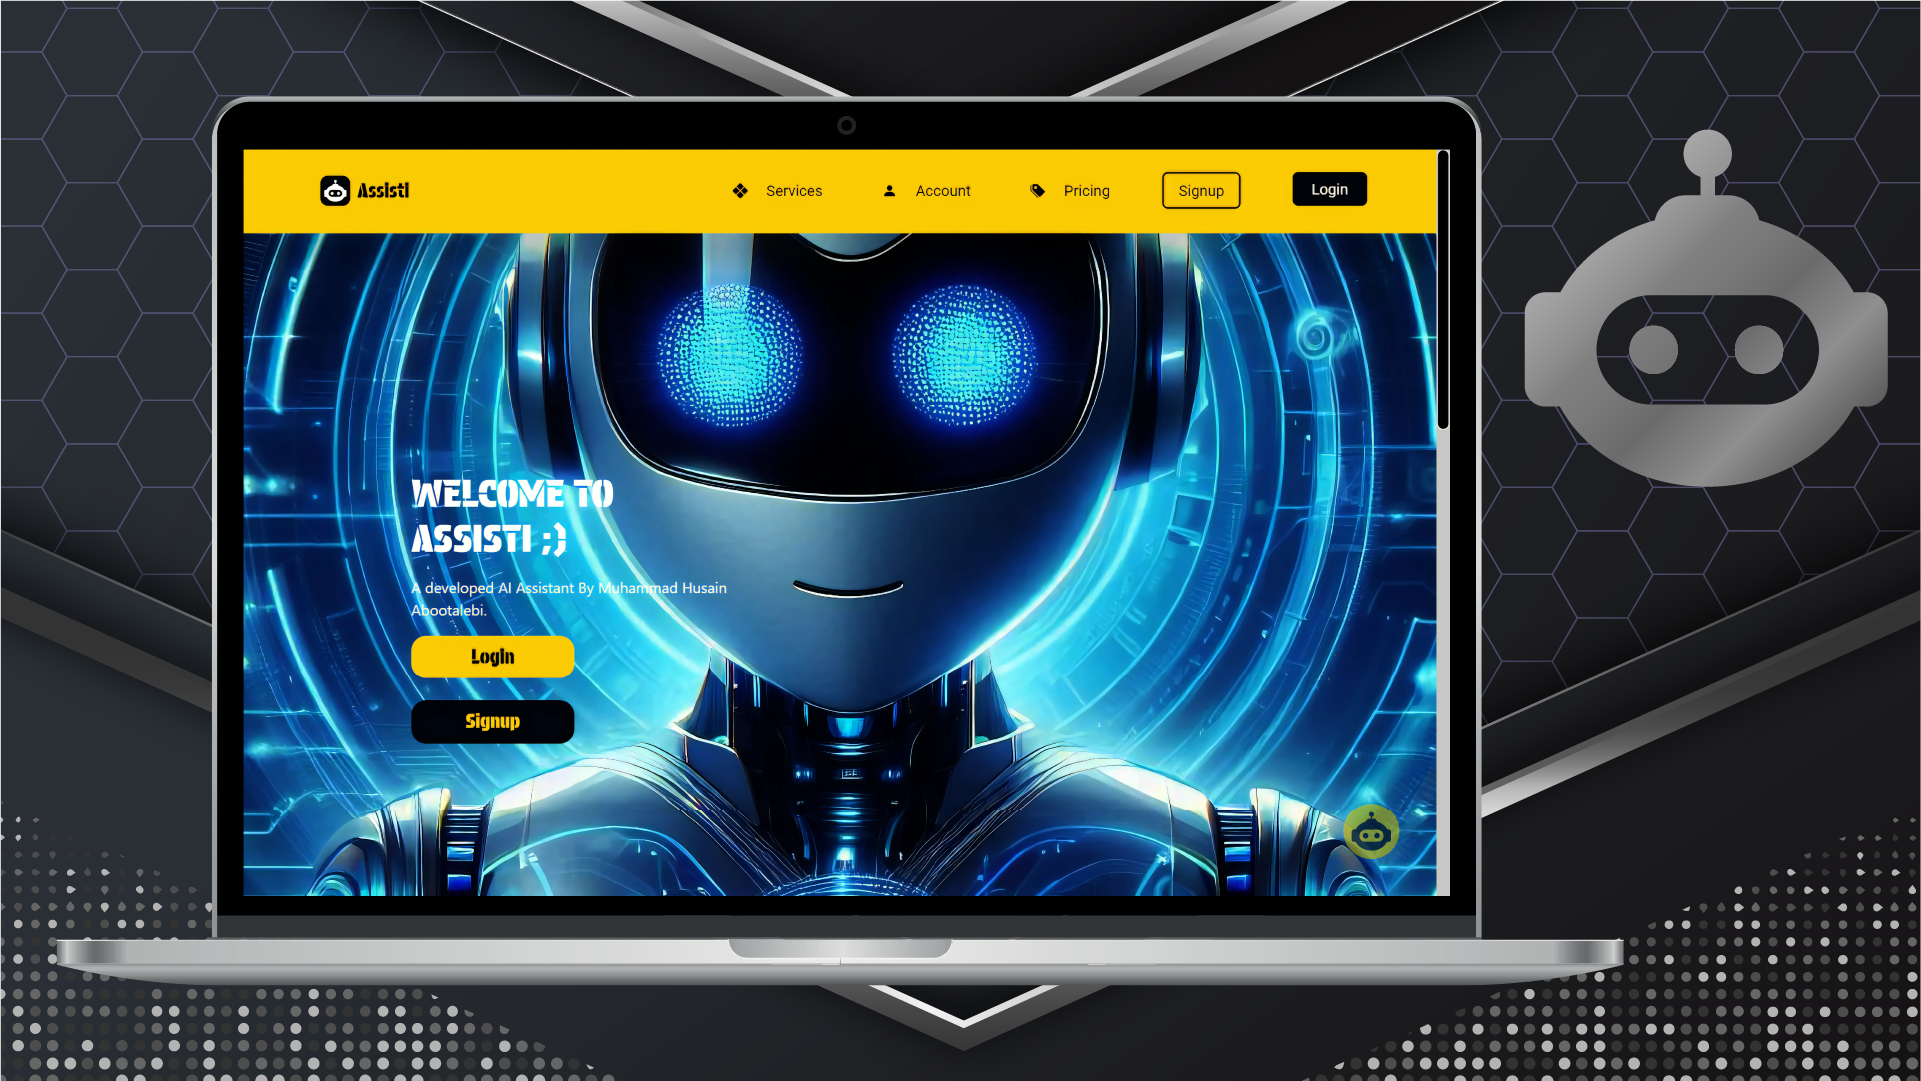 Assisti
Services
Account
Pricing
Signup
Login
WELCOME TO
ASSISTI ;}
A developed AI Assistant By Muhammad Husain
Abootalebi.
Login
Signup